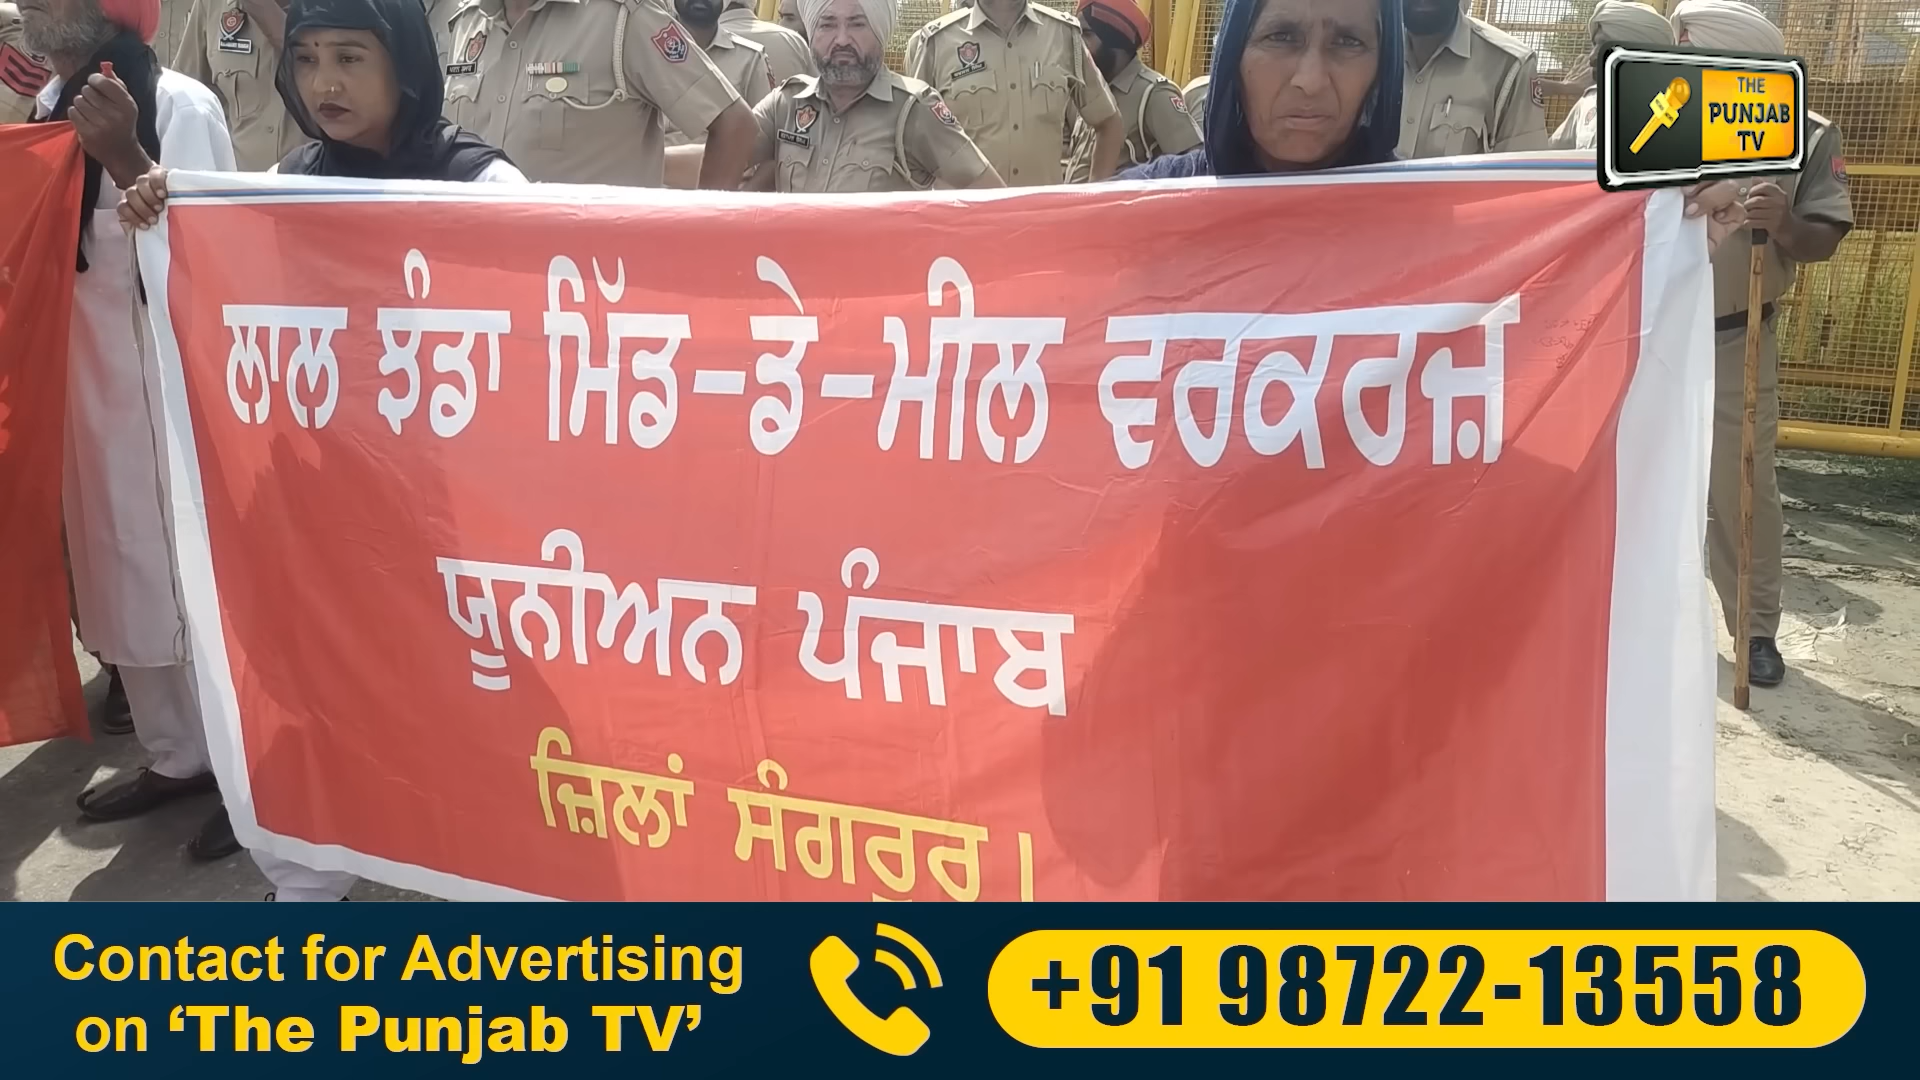 THE
PUNJAB
TV
ਲਾਲ ਝੰਡਾ ਮਿੱਡ-ਡੇ-ਮੀਲ ਵਰਕਰਜ਼
ਯੂਨੀਅਨ ਪੰਜਾਬ
ਜ਼ਿਲਾਂ ਸੰਗਰੂਰ।
Contact for Advertising
on ‘The Punjab TV’
+91 98722-13558